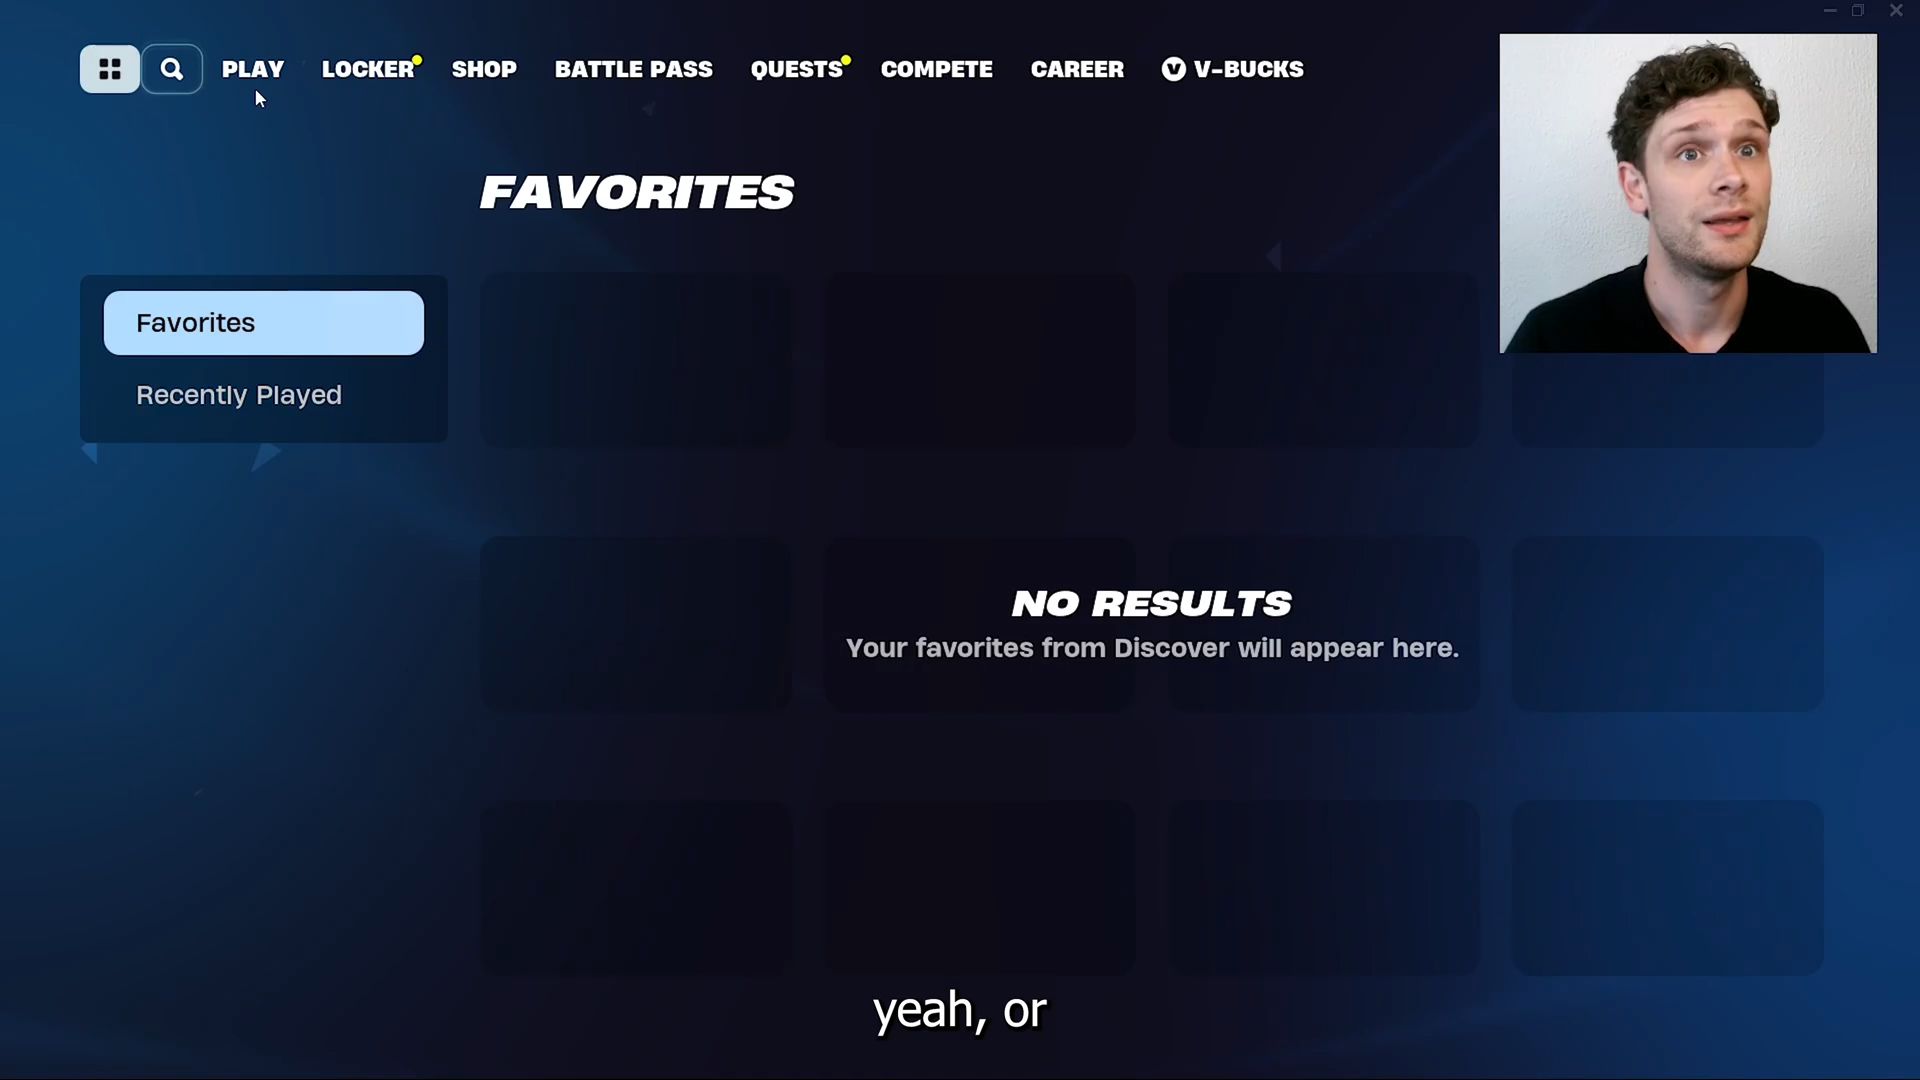 PLAY LOCKER SHOP BATTLE PASS QUESTS COMPETE CAREER V-BUCKS
FAVORITES
Favorites
Recently Played
NO RESULTS
Your favorites from Discover will appear here.
yeah, or